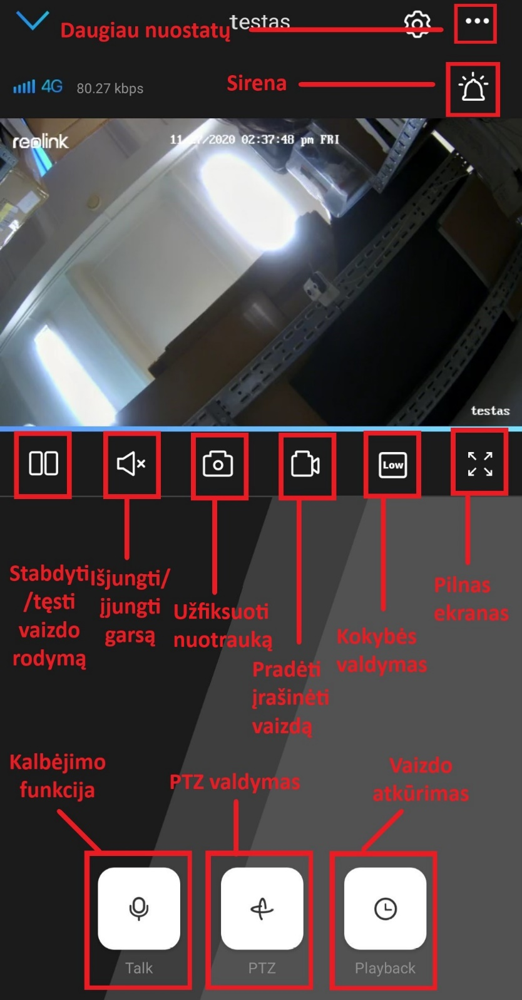 testas
Daugiau nuostatų
4G 80.27 kbps
Sirena
reolink
2020 02:37:48 pm FRI
testas
Low
Stabdyti
/tęsti
vaizdo
rodymą
Išjungti/
įjungti
garsą
Užfiksuoti
nuotrauką
Pradėti
įrašinėti
vaizdą
Kokybės
valdymas
Pilnas
ekranas
Kalbėjimo
funkcija
PTZ valdymas
Vaizdo
atkūrimas
Talk
PTZ
Playback